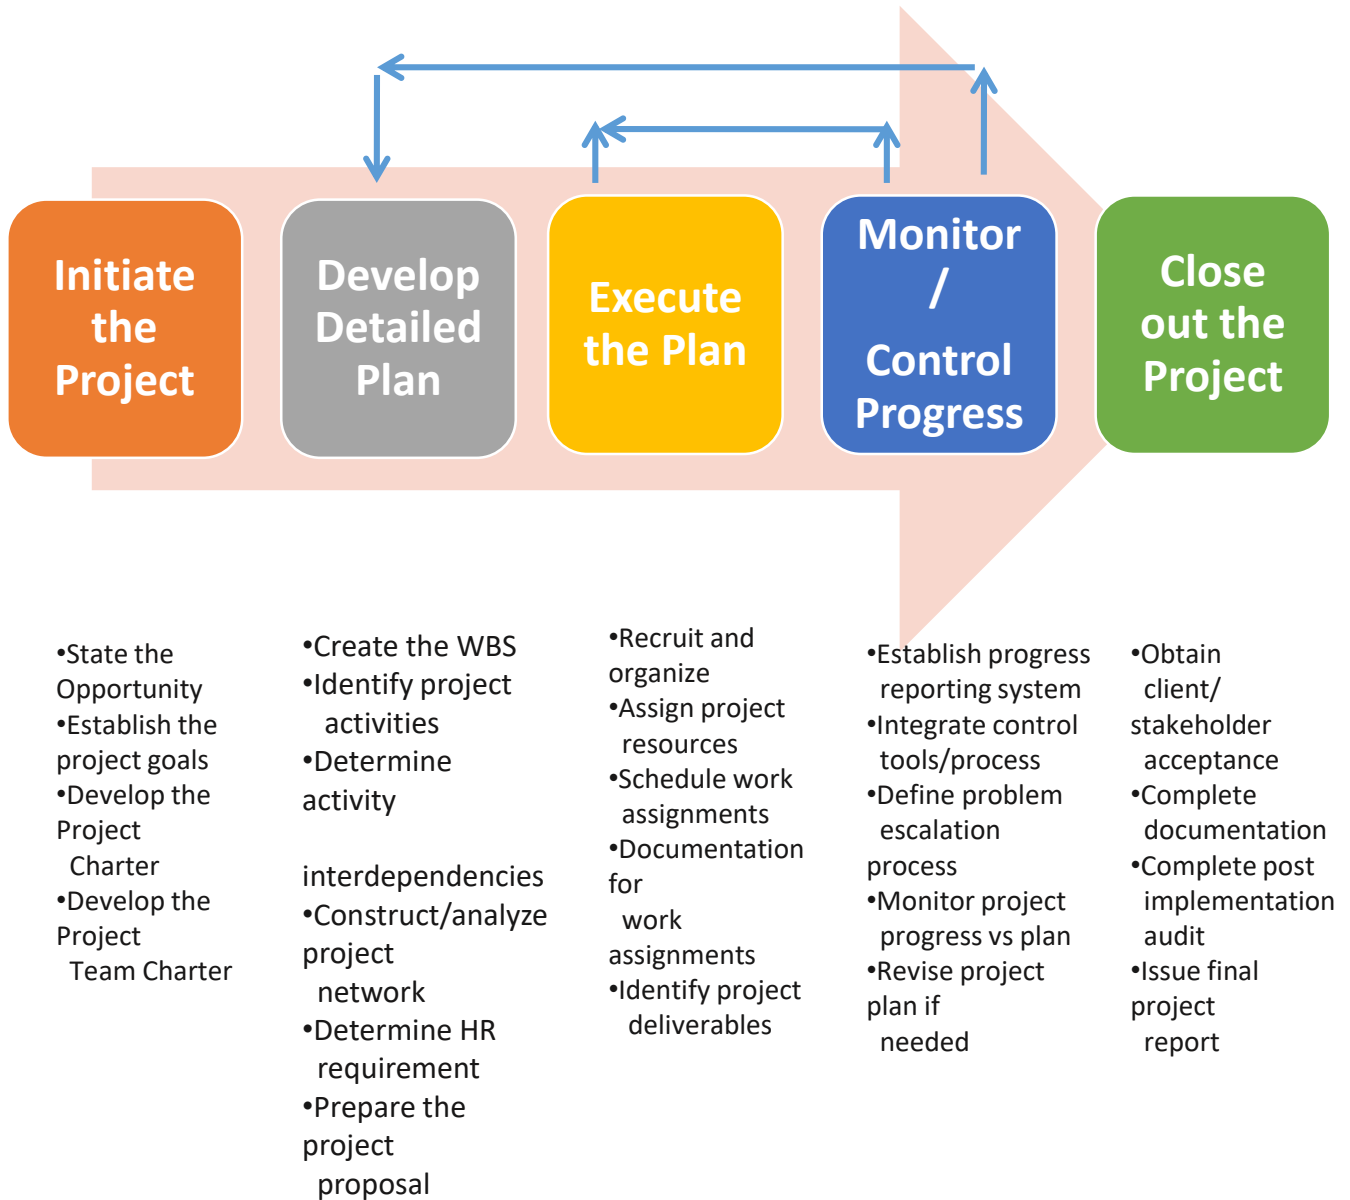 Initiate
the
Project
Develop
Detailed
Plan
Execute
the Plan
Monitor
/
Control
Progress
Close
out the
Project
•State the
Opportunity
•Establish the
project goals
•Develop the
Project
Charter
•Develop the
Project
Team Charter
•Create the WBS
•Identify project
activities
•Determine
activity
interdependencies
•Construct/analyze
project
network
•Determine HR
requirement
•Prepare the
project
proposal
•Recruit and
organize
•Assign project
resources
•Schedule work
assignments
•Documentation
for
work
assignments
•Identify project
deliverables
•Establish progress
reporting system
•Integrate control
tools/process
•Define problem
escalation
process
•Monitor project
progress vs plan
•Revise project
plan if
needed
•Obtain
client/
stakeholder
acceptance
•Complete
documentation
•Complete post
implementation
audit
•Issue final
project
report